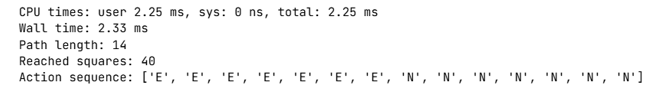 CPU times: user 2.25 ms, sys: 0 ns, total: 2.25 ms
Wall time: 2.33 ms
Path length: 14
Reached squares: 40
Action sequence: ['E', 'E', 'E', 'E', 'E', 'E', 'E', 'N', 'N', 'N', 'N', 'N', 'N', 'N']